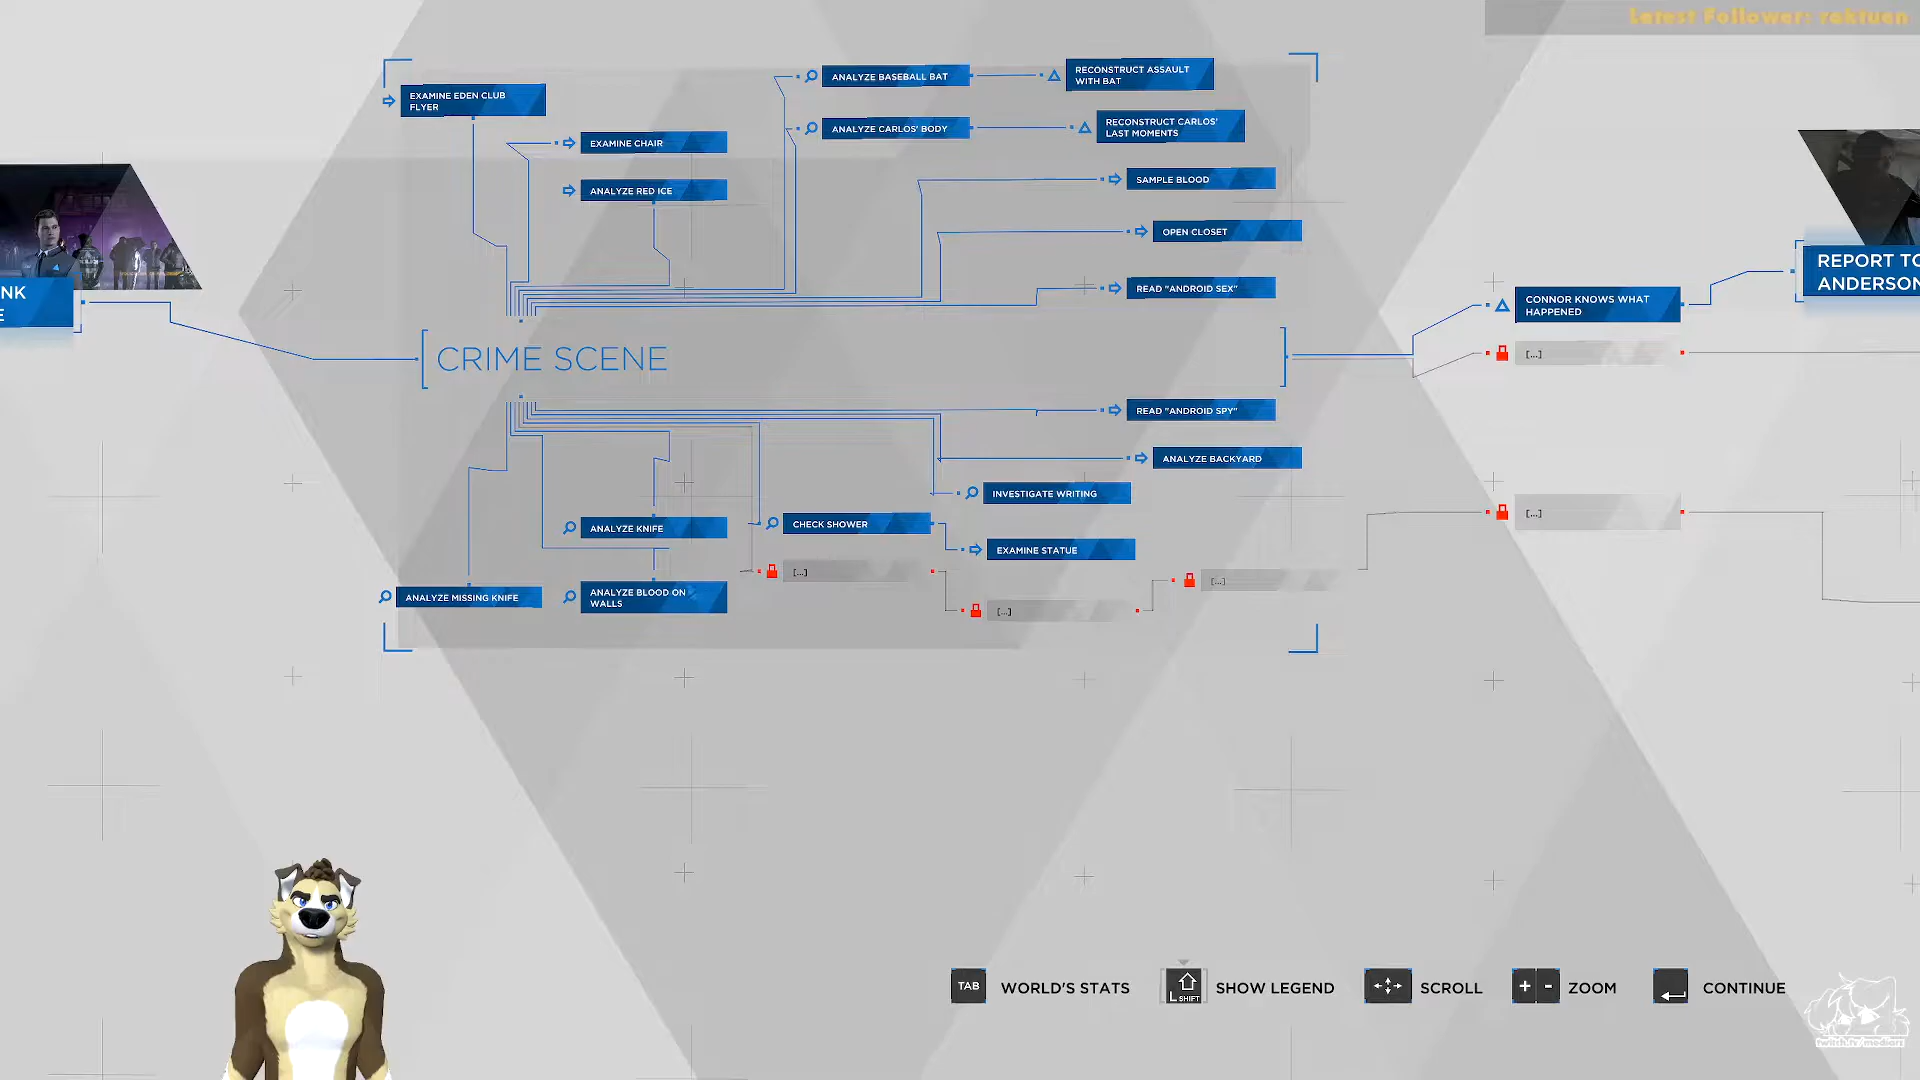 Latest Follower: raktuen
EXAMINE EDEN CLUB
FLYER
ANALYZE BASEBALL BAT
RECONSTRUCT ASSAULT
WITH BAT
EXAMINE CHAIR
ANALYZE CARLOS' BODY
RECONSTRUCT CARLOS'
LAST MOMENTS
ANALYZE RED ICE
SAMPLE BLOOD
OPEN CLOSET
READ "ANDROID SEX"
NK
E
CRIME SCENE
CONNOR KNOWS WHAT
HAPPENED
REPORT TO
ANDERSON
[...]
READ "ANDROID SPY"
ANALYZE BACKYARD
INVESTIGATE WRITING
[...]
ANALYZE KNIFE
CHECK SHOWER
EXAMINE STATUE
[...]
[...]
[...]
ANALYZE MISSING KNIFE
ANALYZE BLOOD ON
WALLS
TAB WORLD'S STATS
L SHIFT SHOW LEGEND
SCROLL
+ - ZOOM
CONTINUE